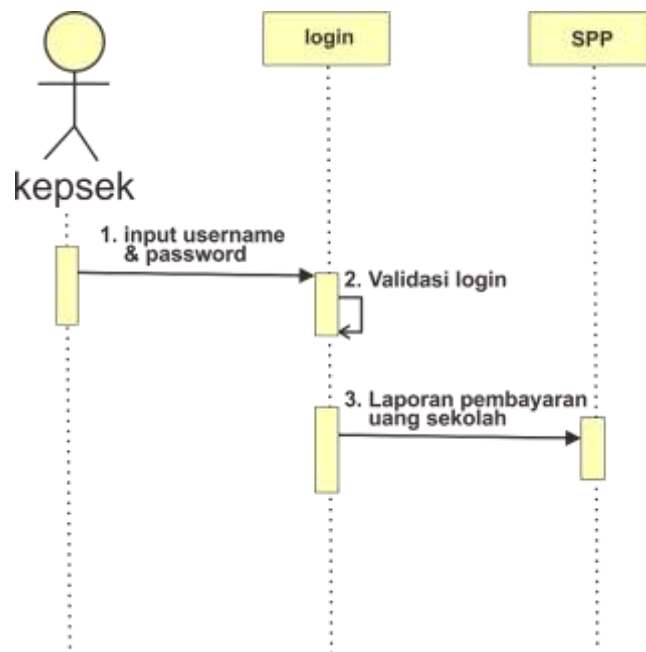 login
SPP
kepsek
1. input username
& password
2. Validasi login
3. Laporan pembayaran
uang sekolah